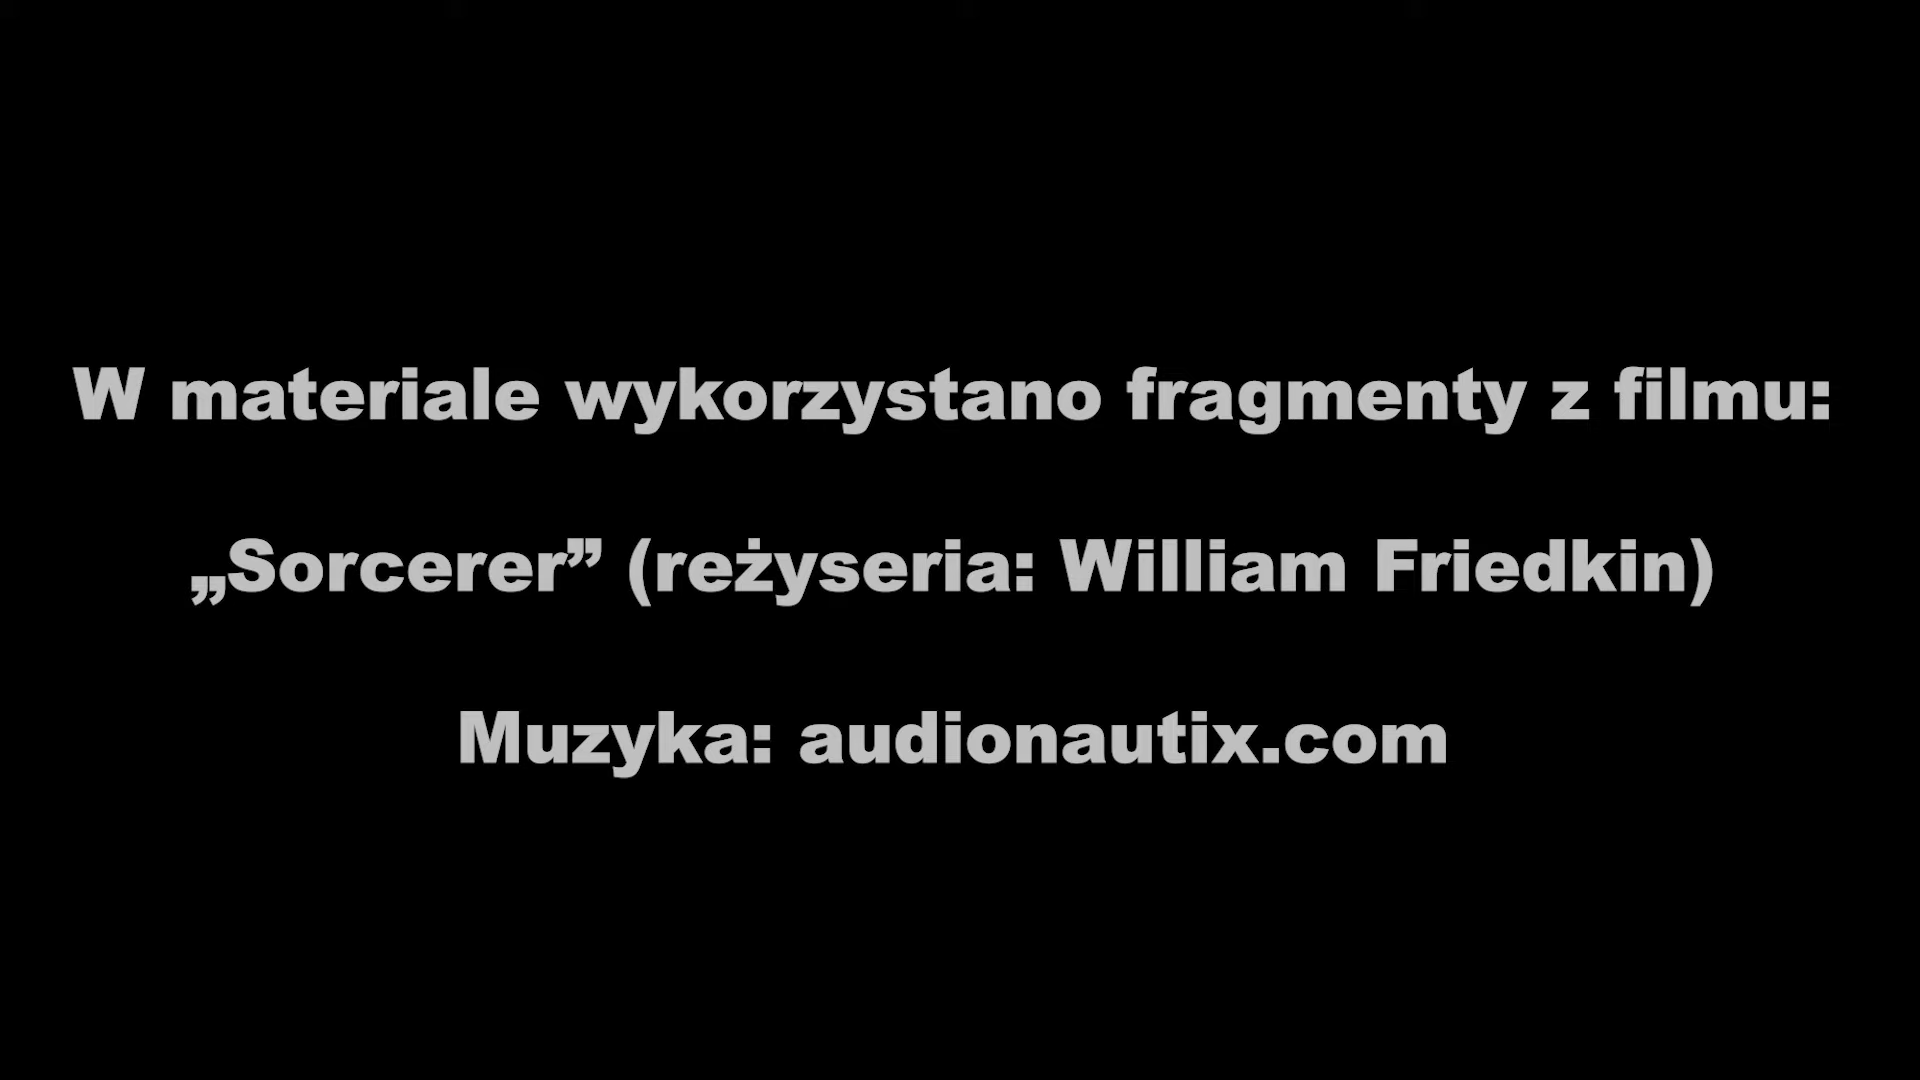 W materiale wykorzystano fragmenty z filmu:
„Sorcerer” (reżyseria: William Friedkin)
Muzyka: audionautix.com